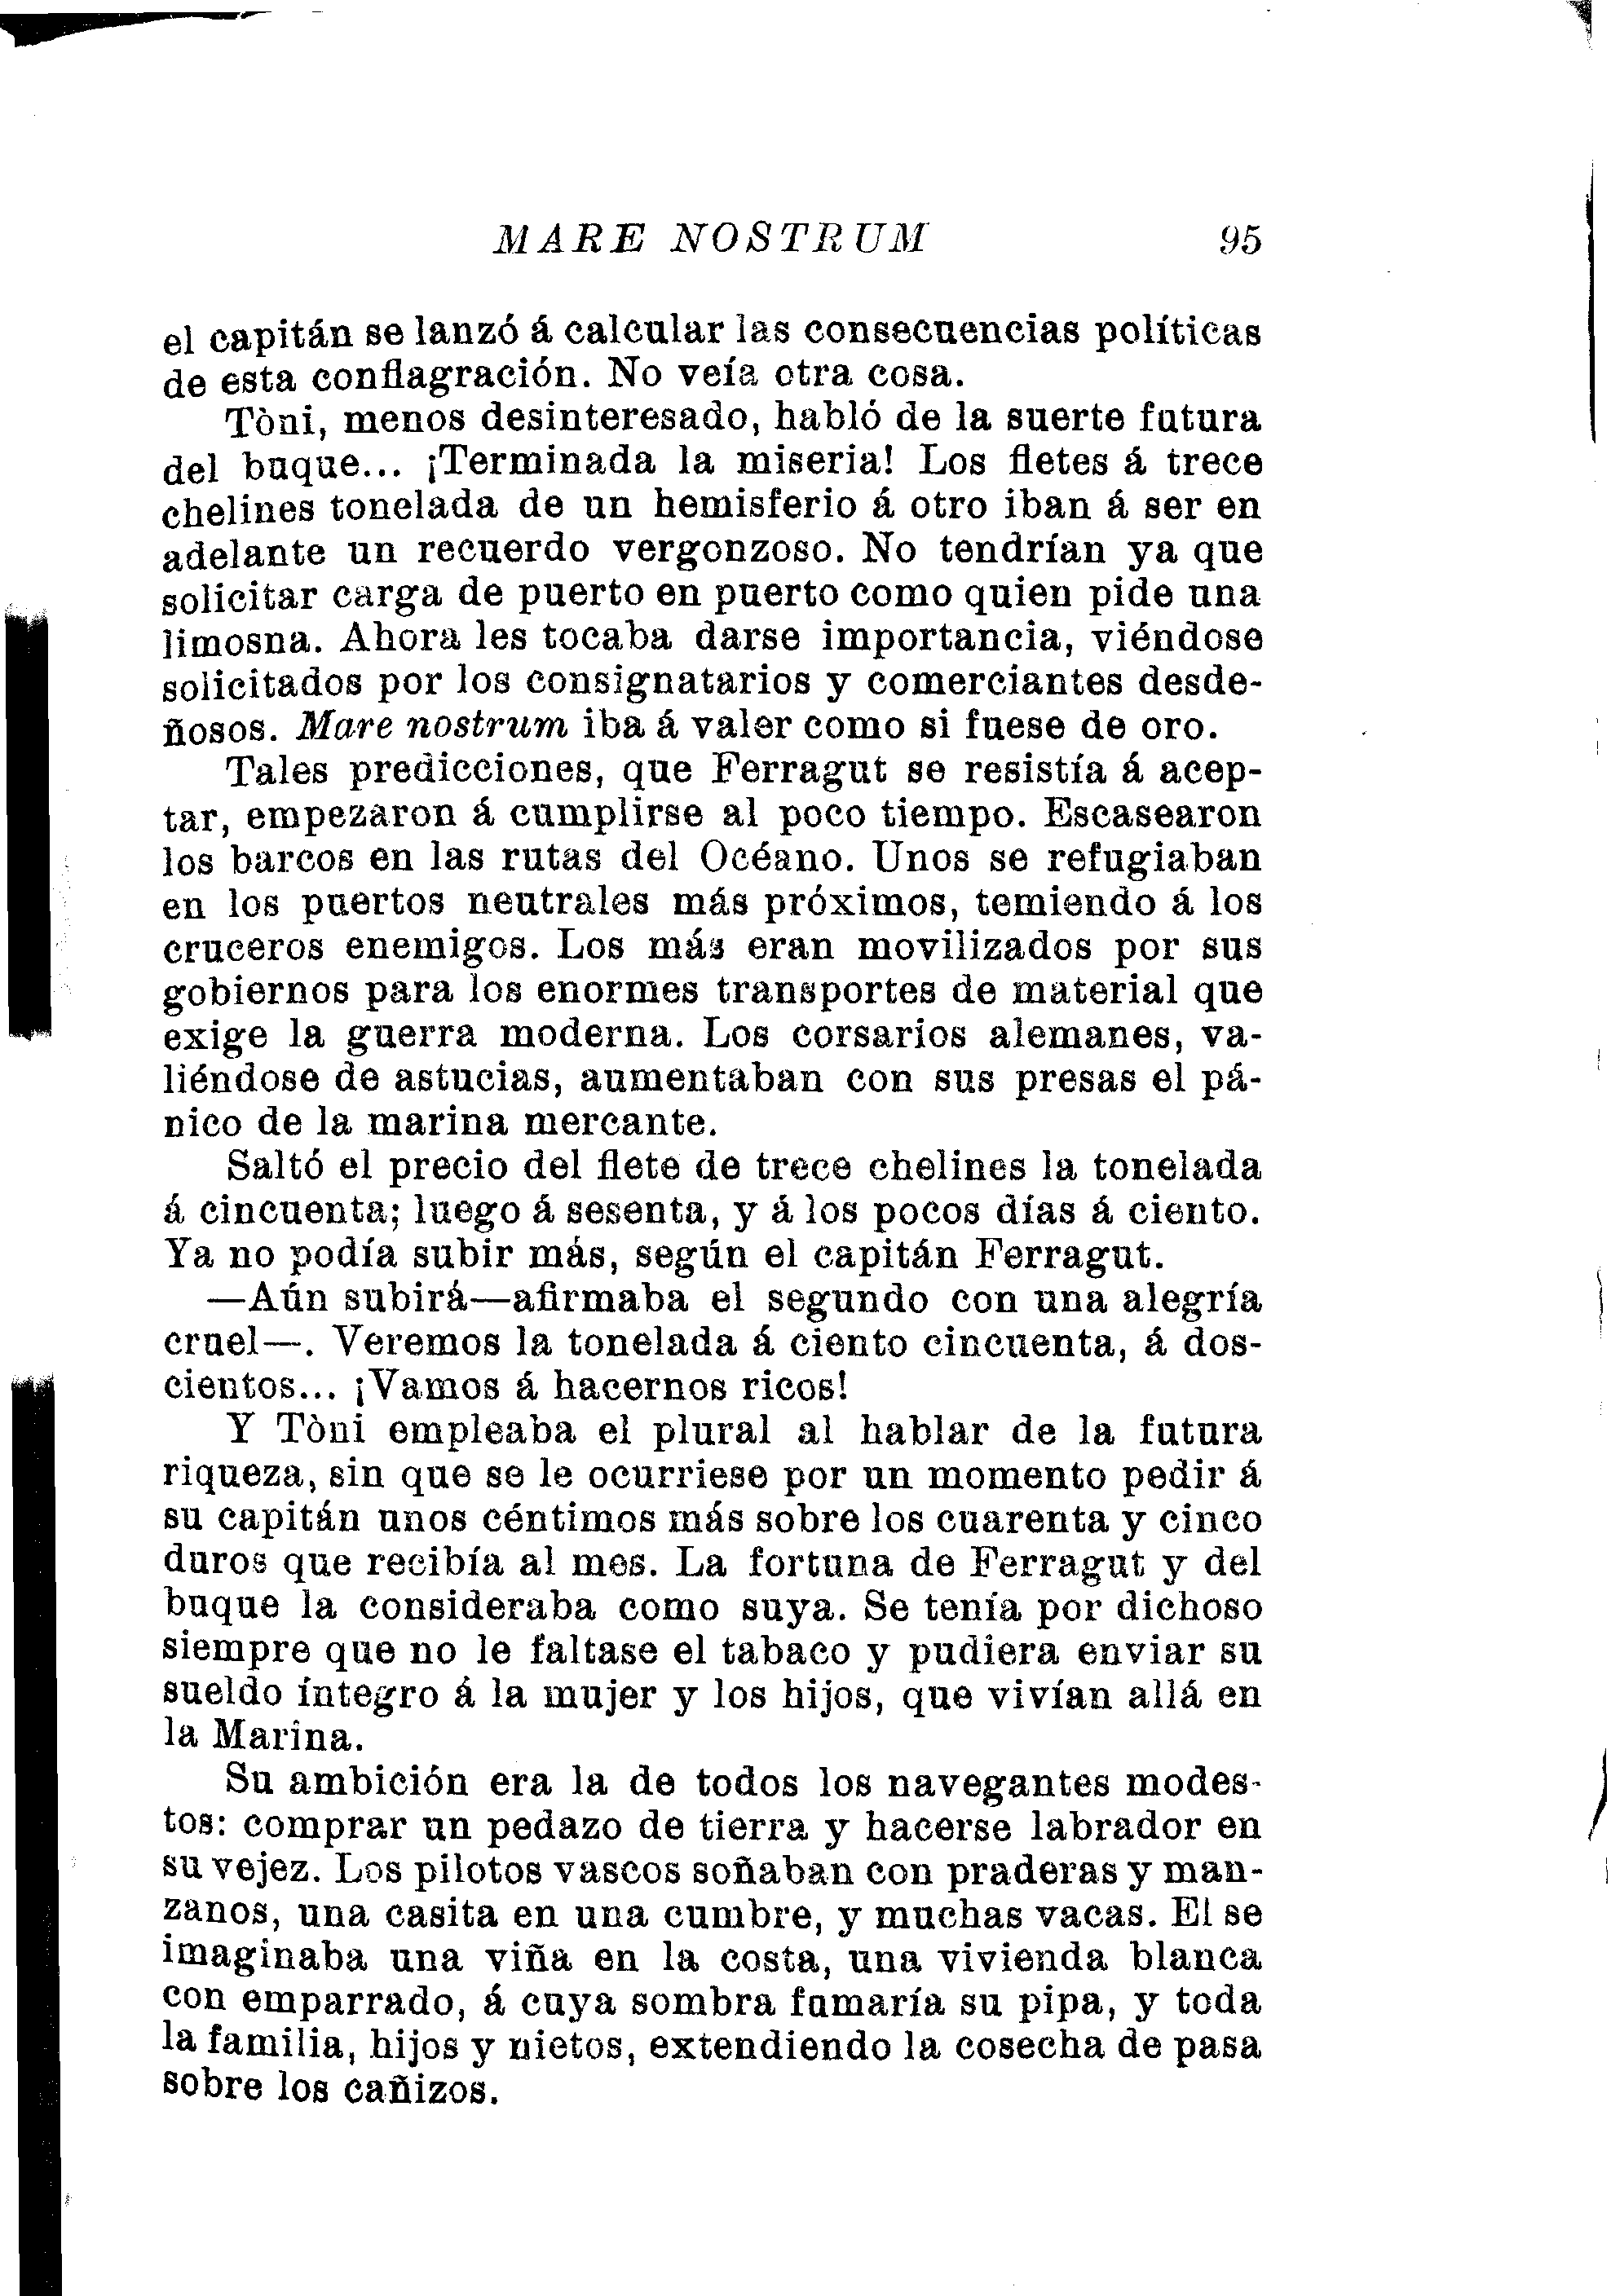 MARE NOSTRUM 95
el capitán se lanzó á calcular las consecuencias políticas
de esta conflagración. No veía otra cosa.
Tòni, menos desinteresado, habló de la suerte futura
del buque... ¡Terminada la miseria! Los fletes á trece
chelines tonelada de un hemisferio á otro iban á ser en
adelante un recuerdo vergonzoso. No tendrían ya que
solicitar carga de puerto en puerto como quien pide una
limosna. Ahora les tocaba darse importancia, viéndose
solicitados por los consignatarios y comerciantes desde-
ñosos. Mare nostrum iba á valer como si fuese de oro.
Tales predicciones, que Ferragut se resistía á acep-
tar, empezaron á cumplirse al poco tiempo. Escasearon
los barcos en las rutas del Océano. Unos se refugiaban
en los puertos neutrales más próximos, temiendo á los
cruceros enemigos. Los más eran movilizados por sus
gobiernos para los enormes transportes de material que
exige la guerra moderna. Los corsarios alemanes, va-
liéndose de astucias, aumentaban con sus presas el pá-
nico de la marina mercante.
Saltó el precio del flete de trece chelines la tonelada
á cincuenta; luego á sesenta, y á los pocos días á ciento.
Ya no podía subir más, según el capitán Ferragut.
—Aún subirá—afirmaba el segundo con una alegría
cruel—. Veremos la tonelada á ciento cincuenta, á dos-
cientos... ¡Vamos á hacernos ricos!
Y Tòni empleaba el plural al hablar de la futura
riqueza, sin que se le ocurriese por un momento pedir á
su capitán unos céntimos más sobre los cuarenta y cinco
duros que recibía al mes. La fortuna de Ferragut y del
buque la consideraba como suya. Se tenía por dichoso
siempre que no le faltase el tabaco y pudiera enviar su
sueldo íntegro á la mujer y los hijos, que vivían allá en
la Marina.
Su ambición era la de todos los navegantes modes-
tos: comprar un pedazo de tierra y hacerse labrador en
su vejez. Los pilotos vascos soñaban con praderas y man-
zanos, una casita en una cumbre, y muchas vacas. El se
imaginaba una viña en la costa, una vivienda blanca
con emparrado, á cuya sombra fumaría su pipa, y toda
la familia, hijos y nietos, extendiendo la cosecha de pasa
sobre los cañizos.